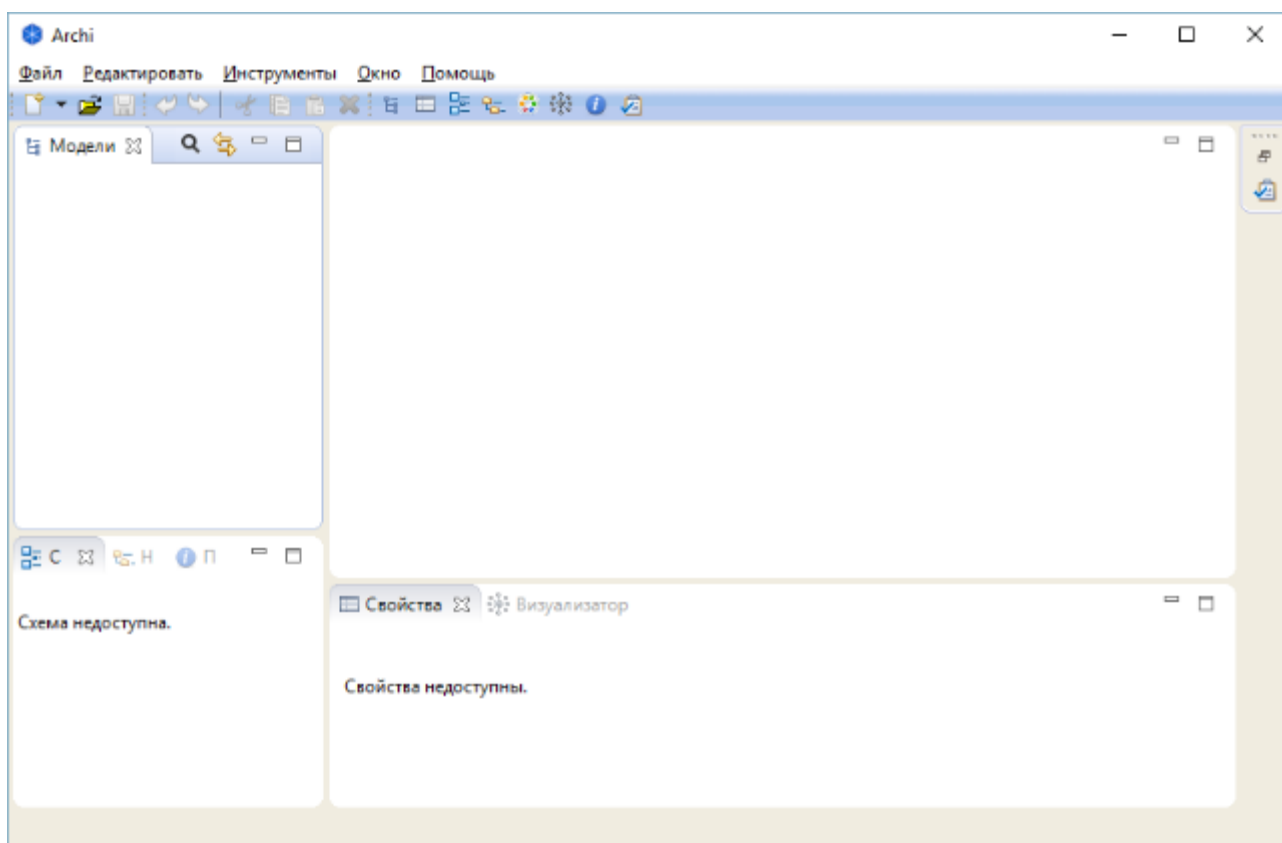 Archi
Файл Редактировать Инструменты Окно Помощь
Модели
С Н П
Схема недоступна.
Свойства Визуализатор
Свойства недоступны.